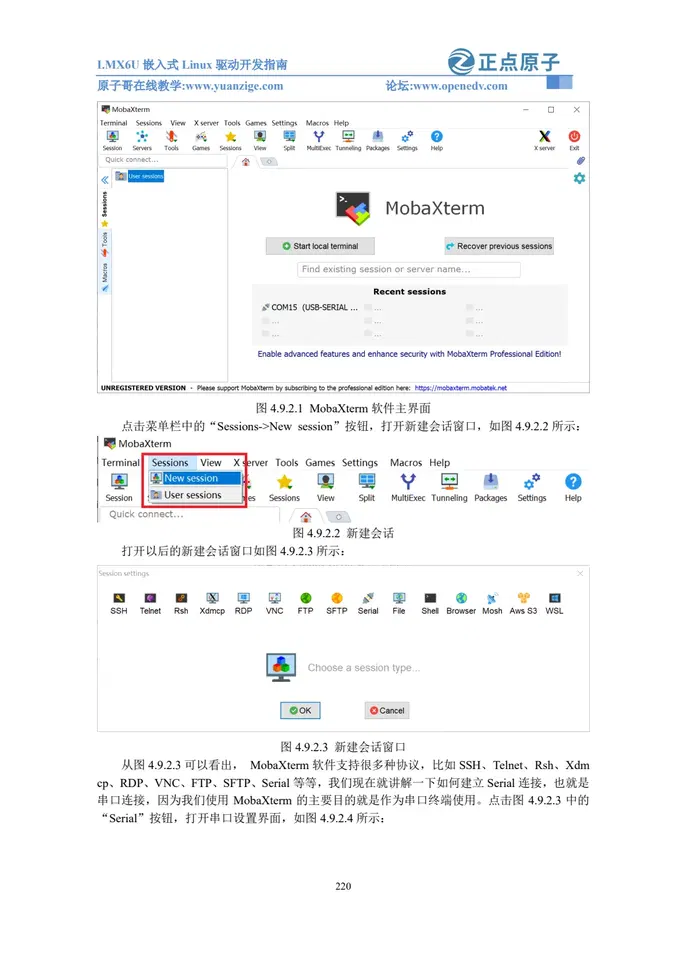 I.MX6U 嵌入式 Linux 驱动开发指南
正点原子
原子哥在线教学:www.yuanzige.com 论坛:www.openedv.com
MobaXterm
Terminal Sessions View X server Tools Games Settings Macros Help
Session Servers Tools Games Sessions View Split MultiExec Tunneling Packages Settings Help X server Exit
Quick connect...
User sessions
Sessions
Tools
Macros
MobaXterm
Start local terminal Recover previous sessions
Find existing session or server name...
Recent sessions
COM15 (USB-SERIAL ... ... ...
... ... ...
... ... ...
Enable advanced features and enhance security with MobaXterm Professional Edition!
UNREGISTERED VERSION - Please support MobaXterm by subscribing to the professional edition here: https://mobaxterm.mobatek.net
图 4.9.2.1 MobaXterm 软件主界面
点击菜单栏中的“Sessions->New session”按钮，打开新建会话窗口，如图 4.9.2.2 所示：
MobaXterm
Terminal Sessions View X server Tools Games Settings Macros Help
New session
User sessions
Session es Sessions View Split MultiExec Tunneling Packages Settings Help
Quick connect...
图 4.9.2.2 新建会话
打开以后的新建会话窗口如图 4.9.2.3 所示：
Session settings
SSH Telnet Rsh Xdmcp RDP VNC FTP SFTP Serial File Shell Browser Mosh Aws S3 WSL
Choose a session type...
OK Cancel
图 4.9.2.3 新建会话窗口
从图 4.9.2.3 可以看出， MobaXterm 软件支持很多种协议，比如 SSH、Telnet、Rsh、Xdm
cp、RDP、VNC、FTP、SFTP、Serial 等等，我们现在就讲解一下如何建立 Serial 连接，也就是
串口连接，因为我们使用 MobaXterm 的主要目的就是作为串口终端使用。点击图 4.9.2.3 中的
“Serial”按钮，打开串口设置界面，如图 4.9.2.4 所示：
220